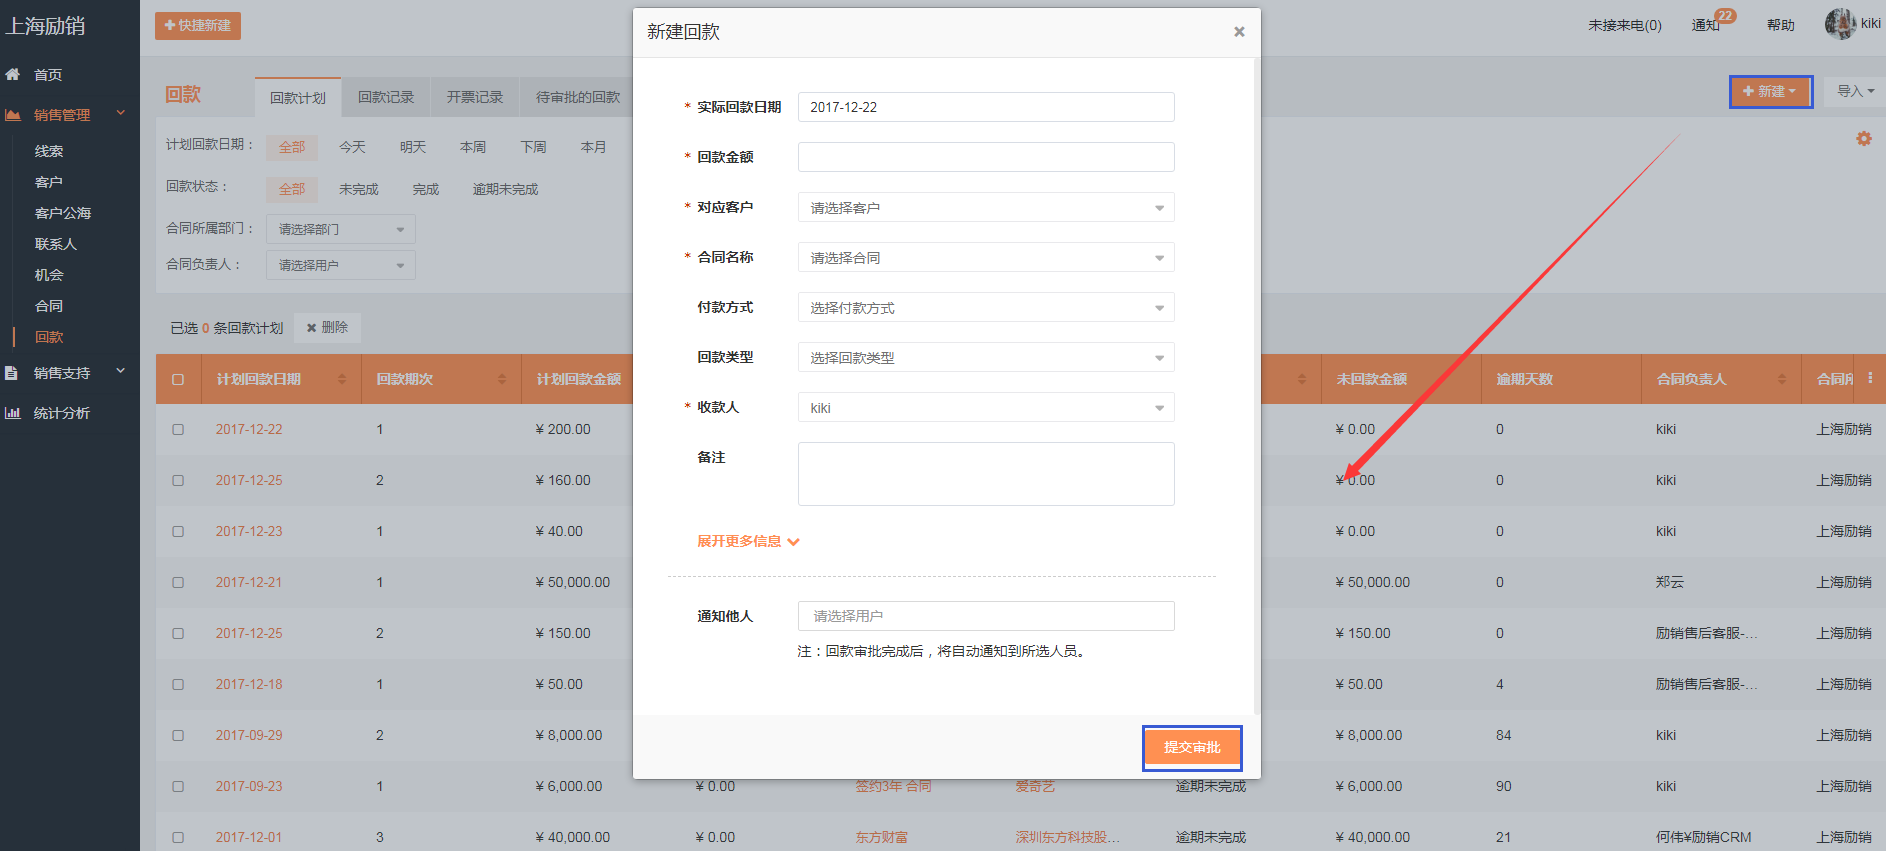 上海励销
快捷新建
未接来电(0)
通知
22
帮助
kiki
首页
销售管理
线索
客户
客户公海
联系人
机会
合同
回款
销售支持
统计分析
回款
回款计划
回款记录
开票记录
待审批的回款
新建
导入
计划回款日期：
全部 今天 明天 本周 下周 本月
回款状态：
全部 未完成 完成 逾期未完成
合同所属部门：
请选择部门
合同负责人：
请选择用户
已选 0 条回款计划
删除
计划回款日期 回款期次 计划回款金额 未回款金额 逾期天数 合同负责人 合同所
2017-12-22 1 ¥ 200.00 ¥ 0.00 0 kiki 上海励销
2017-12-25 2 ¥ 160.00 ¥ 0.00 0 kiki 上海励销
2017-12-23 1 ¥ 40.00 ¥ 0.00 0 kiki 上海励销
2017-12-21 1 ¥ 50,000.00 ¥ 50,000.00 0 郑云 上海励销
2017-12-25 2 ¥ 150.00 ¥ 150.00 0 励销售后客服-... 上海励销
2017-12-18 1 ¥ 50.00 ¥ 50.00 4 励销售后客服-... 上海励销
2017-09-29 2 ¥ 8,000.00 ¥ 8,000.00 84 kiki 上海励销
2017-09-23 1 ¥ 6,000.00 ¥ 0.00 签约3年 合同 爱奇艺 逾期未完成 ¥ 6,000.00 90 kiki 上海励销
2017-12-01 3 ¥ 40,000.00 ¥ 0.00 东方财富 深圳东方科技股... 逾期未完成 ¥ 40,000.00 21 何伟¥励销CRM 上海励销
新建回款
×
* 实际回款日期 2017-12-22
* 回款金额
* 对应客户 请选择客户
* 合同名称 请选择合同
付款方式 选择付款方式
回款类型 选择回款类型
* 收款人 kiki
备注
展开更多信息
通知他人 请选择用户
注：回款审批完成后，将自动通知到所选人员。
提交审批